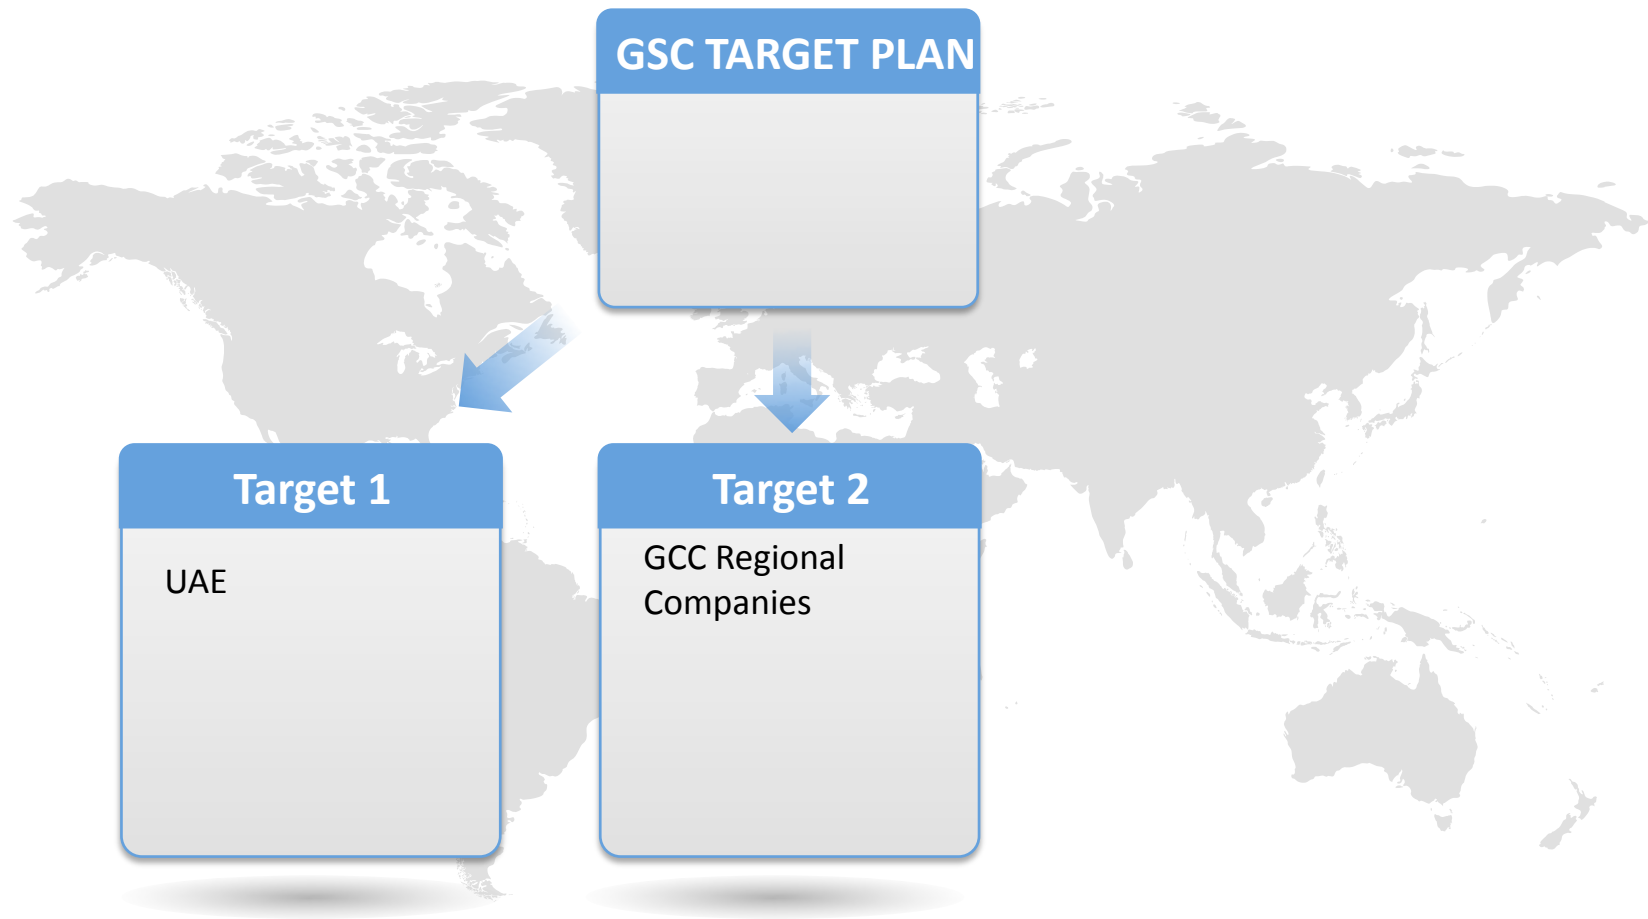 GSC TARGET PLAN
Target 1
UAE
Target 2
GCC Regional
Companies